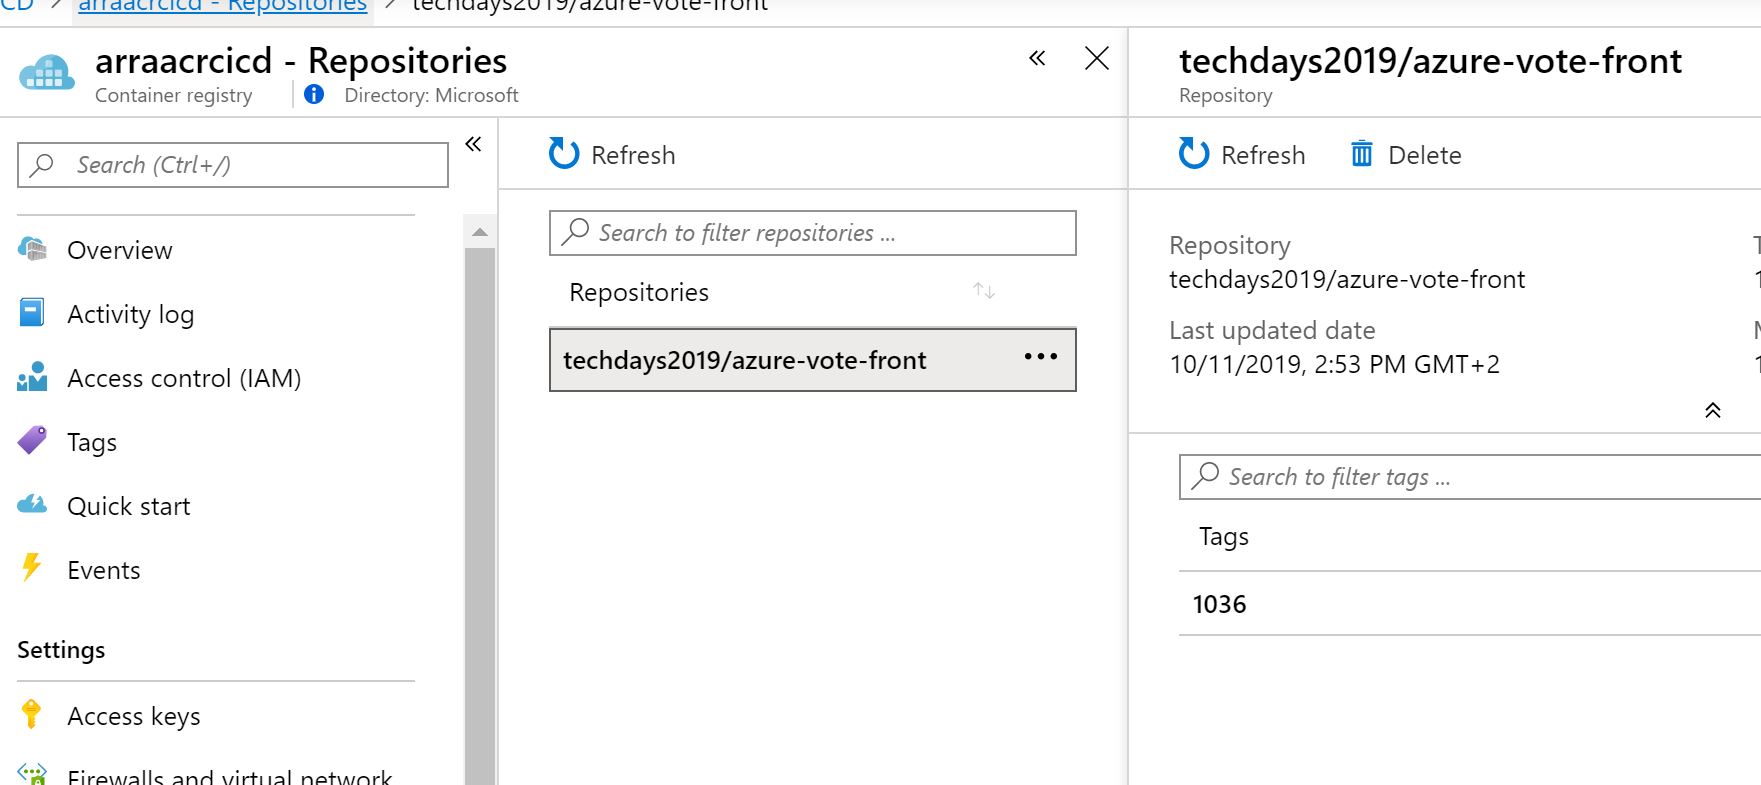 CD > arraacrcicd - Repositories > techdays2019/azure-vote-front
arraacrcicd - Repositories
Container registry
Directory: Microsoft
Search (Ctrl+/)
Overview
Activity log
Access control (IAM)
Tags
Quick start
Events
Settings
Access keys
Firewalls and virtual network
Refresh
Search to filter repositories ...
Repositories
techdays2019/azure-vote-front
techdays2019/azure-vote-front
Repository
Refresh
Delete
Repository
techdays2019/azure-vote-front
Last updated date
10/11/2019, 2:53 PM GMT+2
Search to filter tags ...
Tags
1036